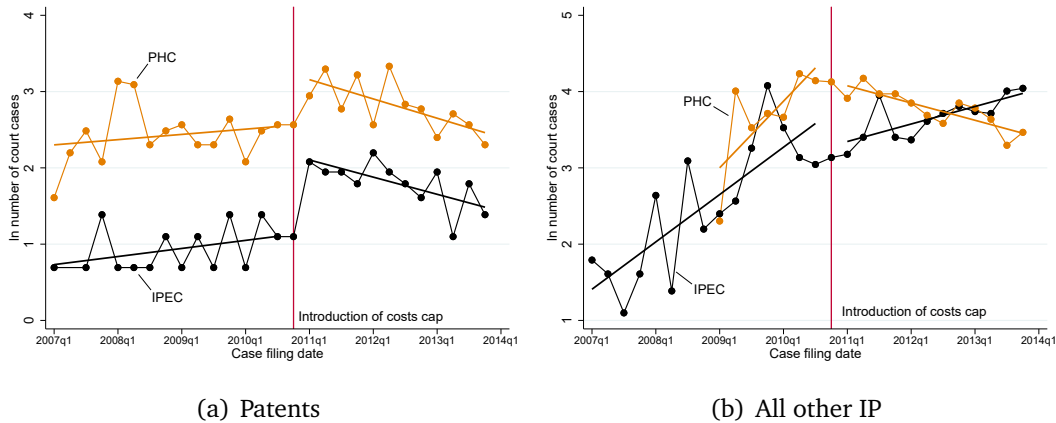 ln number of court cases
4
3
2
1
0
PHC
IPEC
Introduction of costs cap
2007q1 2008q1 2009q1 2010q1 2011q1 2012q1 2013q1 2014q1
Case filing date
(a) Patents
ln number of court cases
5
4
3
2
1
PHC
IPEC
Introduction of costs cap
2007q1 2008q1 2009q1 2010q1 2011q1 2012q1 2013q1 2014q1
Case filing date
(b) All other IP